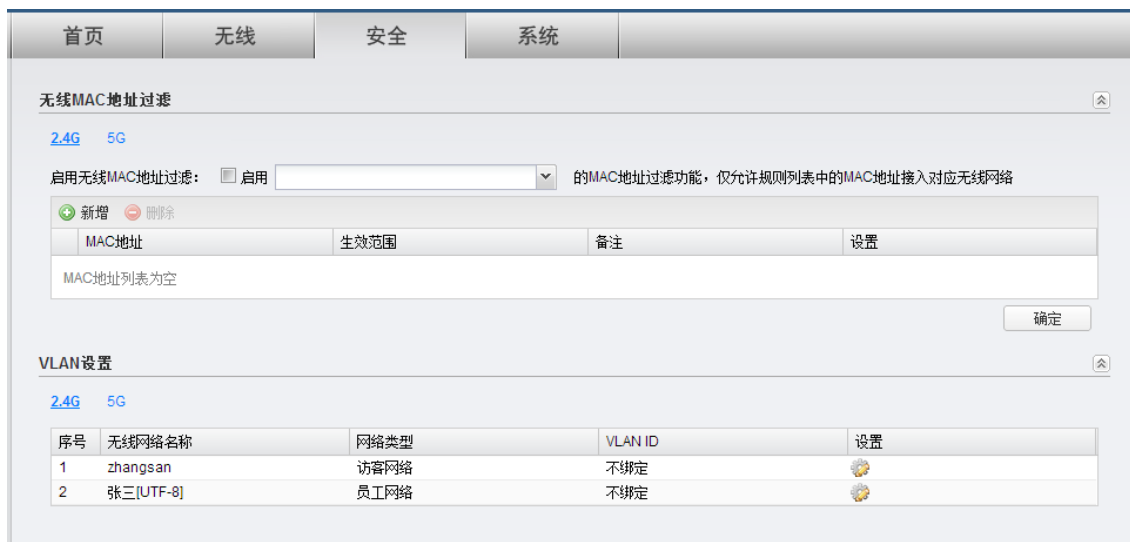 首页 无线 安全 系统
无线MAC地址过滤
2.4G 5G
启用无线MAC地址过滤： 启用 的MAC地址过滤功能，仅允许规则列表中的MAC地址接入对应无线网络
新增 删除
MAC地址 生效范围 备注 设置
MAC地址列表为空
确定
VLAN设置
2.4G 5G
序号 无线网络名称 网络类型 VLAN ID 设置
1 zhangsan 访客网络 不绑定
2 张三[UTF-8] 员工网络 不绑定